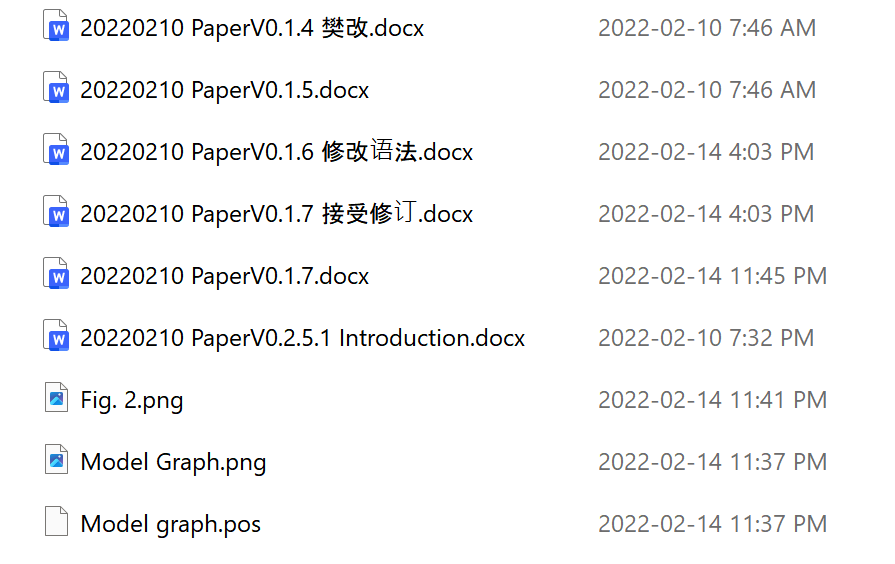 20220210 PaperV0.1.4 樊改.docx 2022-02-10 7:46 AM
20220210 PaperV0.1.5.docx 2022-02-10 7:46 AM
20220210 PaperV0.1.6 修改语法.docx 2022-02-14 4:03 PM
20220210 PaperV0.1.7 接受修订.docx 2022-02-14 4:03 PM
20220210 PaperV0.1.7.docx 2022-02-14 11:45 PM
20220210 PaperV0.2.5.1 Introduction.docx 2022-02-10 7:32 PM
Fig. 2.png 2022-02-14 11:41 PM
Model Graph.png 2022-02-14 11:37 PM
Model graph.pos 2022-02-14 11:37 PM